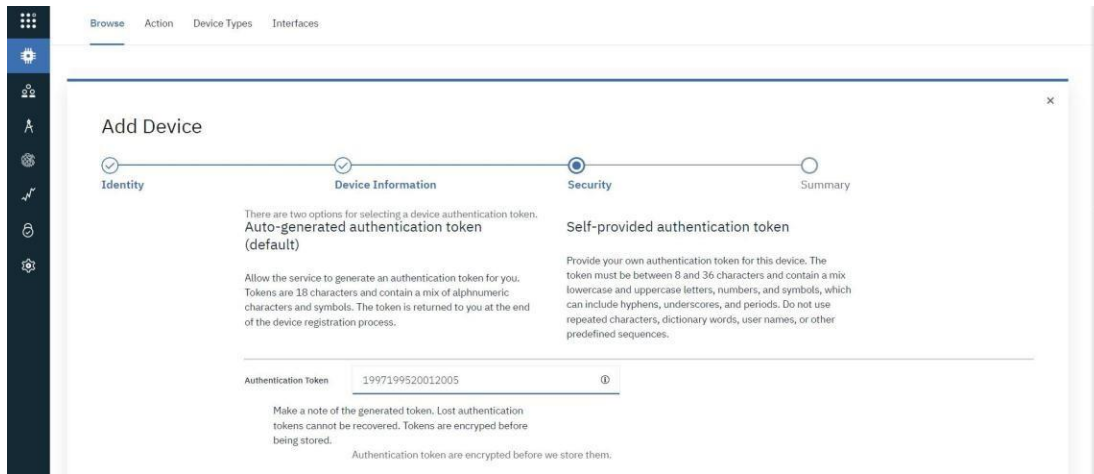 Browse Action Device Types Interfaces
×
Add Device
Identity Device Information Security Summary
There are two options for selecting a device authentication token.
Auto-generated authentication token
(default)
Allow the service to generate an authentication token for you.
Tokens are 18 characters and contain a mix of alphnumeric
characters and symbols. The token is returned to you at the end
of the device registration process.
Self-provided authentication token
Provide your own authentication token for this device. The
token must be between 8 and 36 characters and contain a mix
lowercase and uppercase letters, numbers, and symbols, which
can include hyphens, underscores, and periods. Do not use
repeated characters, dictionary words, user names, or other
predefined sequences.
Authentication Token 1997199520012005
Make a note of the generated token. Lost authentication
tokens cannot be recovered. Tokens are encryped before
being stored.
Authentication token are encrypted before we store them.